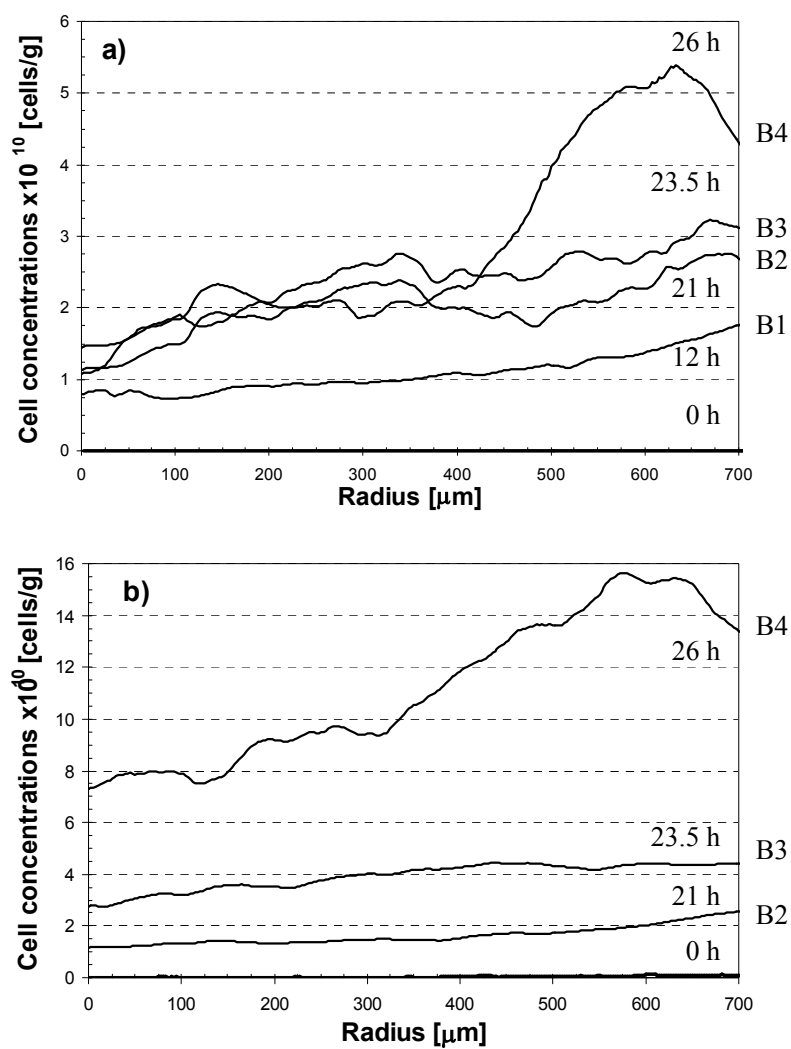 a)
Cell concentrations x10 10 [cells/g]
6
5
4
3
2
1
0
26 h
23.5 h
21 h
12 h
0 h
B4
B3
B2
B1
0 100 200 300 400 500 600 700
Radius [μm]
b)
Cell concentrations x10 10 [cells/g]
16
14
12
10
8
6
4
2
0
26 h
23.5 h
21 h
0 h
B4
B3
B2
0 100 200 300 400 500 600 700
Radius [μm]